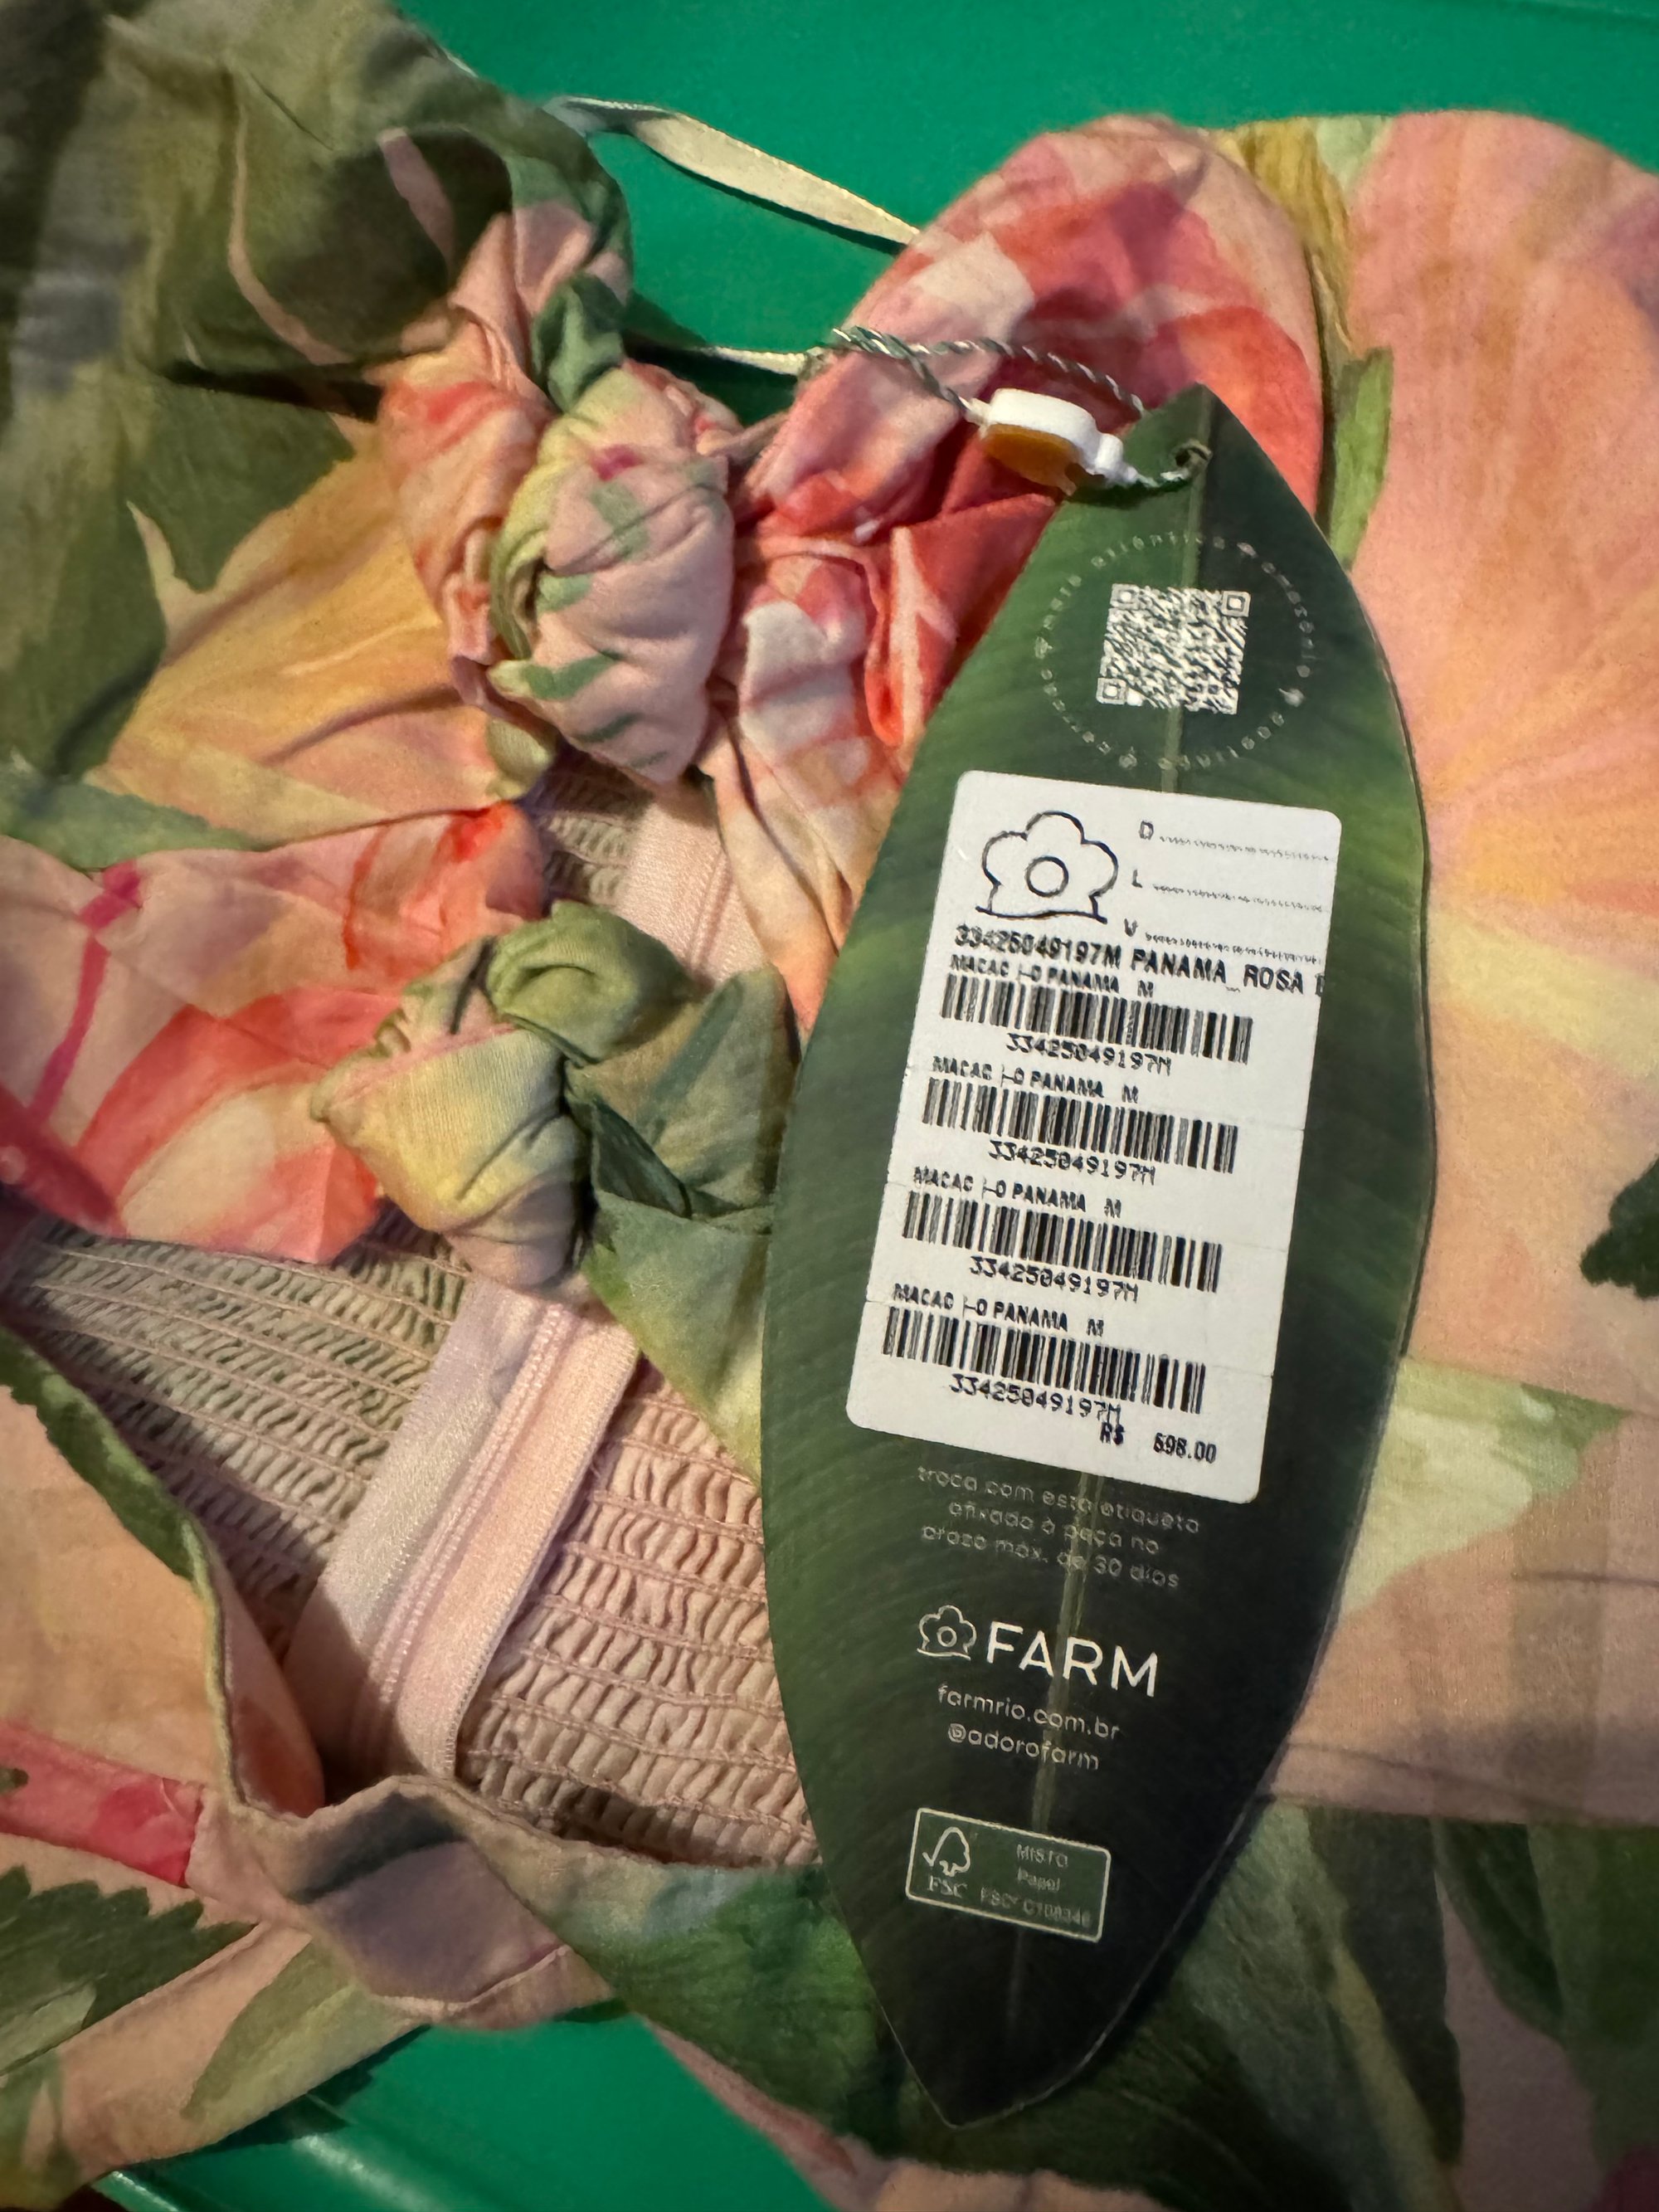 D
L
V
33425049197M PANAMA_ROSA
MACAC |-O PANAMA M
33425049197M
MACAC |-O PANAMA M
33425049197M
MACAC |-O PANAMA M
33425049197M
MACAC |-O PANAMA M
33425049197M
R$ 698.00
troca com esta etiqueta
afixada à peça no
prazo máx. de 30 dias
FARM
farmrio.com.br
@adorofarm
FSC
MISTO
Papel